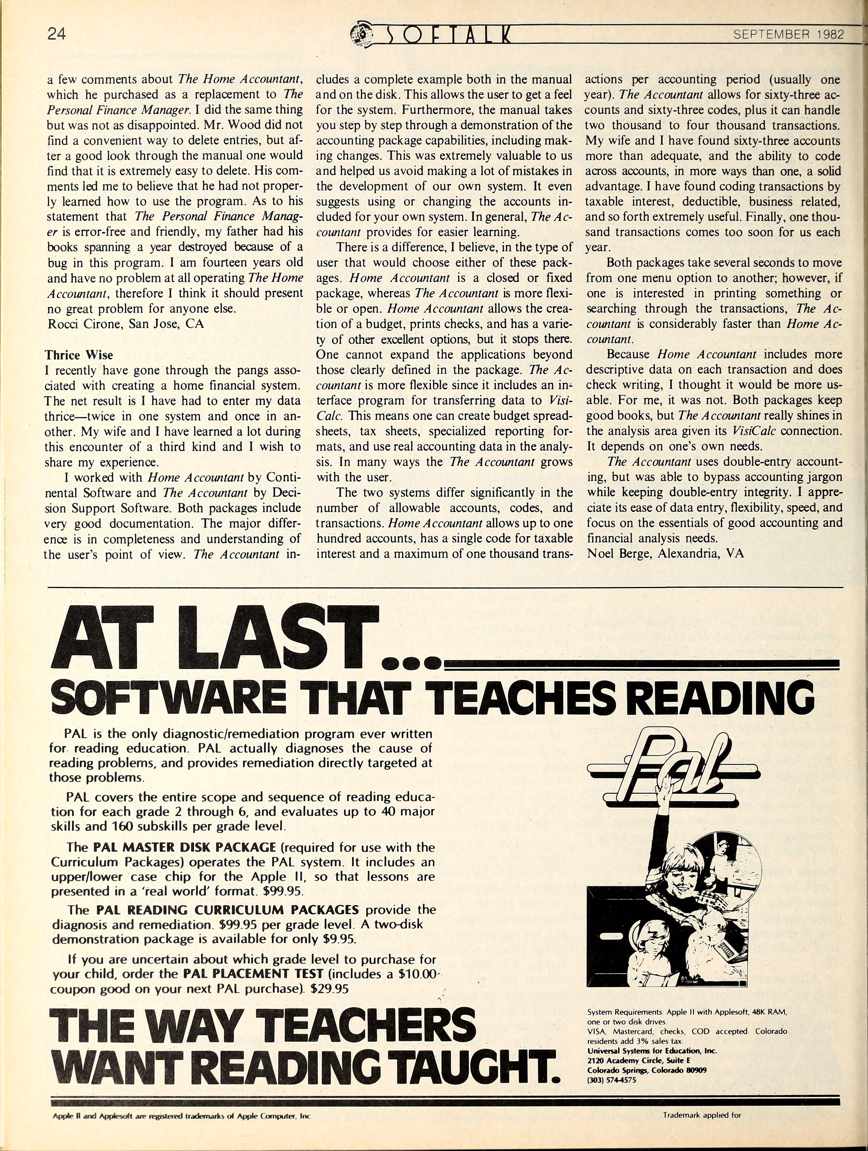 24
SOFTALK
SEPTEMBER 1982
a few comments about The Home Accountant,
which he purchased as a replacement to The
Personal Finance Manager. I did the same thing
but was not as disappointed. Mr. Wood did not
find a convenient way to delete entries, but af-
ter a good look through the manual one would
find that it is extremely easy to delete. His com-
ments led me to believe that he had not proper-
ly learned how to use the program. As to his
statement that The Personal Finance Manag-
er is error-free and friendly, my father had his
books spanning a year destroyed because of a
bug in this program. I am fourteen years old
and have no problem at all operating The Home
Accountant, therefore I think it should present
no great problem for anyone else.
Rocci Cirone, San Jose, CA
Thrice Wise
I recently have gone through the pangs asso-
ciated with creating a home financial system.
The net result is I have had to enter my data
thrice—twice in one system and once in an-
other. My wife and I have learned a lot during
this encounter of a third kind and I wish to
share my experience.
I worked with Home Accountant by Conti-
nental Software and The Accountant by Deci-
sion Support Software. Both packages include
very good documentation. The major differ-
ence is in completeness and understanding of
the user's point of view. The Accountant in-
cludes a complete example both in the manual
and on the disk. This allows the user to get a feel
for the system. Furthermore, the manual takes
you step by step through a demonstration of the
accounting package capabilities, including mak-
ing changes. This was extremely valuable to us
and helped us avoid making a lot of mistakes in
the development of our own system. It even
suggests using or changing the accounts in-
cluded for your own system. In general, The Ac-
countant provides for easier learning.
There is a difference, I believe, in the type of
user that would choose either of these pack-
ages. Home Accountant is a closed or fixed
package, whereas The Accountant is more flexi-
ble or open. Home Accountant allows the crea-
tion of a budget, prints checks, and has a varie-
ty of other excellent options, but it stops there.
One cannot expand the applications beyond
those clearly defined in the package. The Ac-
countant is more flexible since it includes an in-
terface program for transferring data to Visi-
Calc. This means one can create budget spread-
sheets, tax sheets, specialized reporting for-
mats, and use real accounting data in the analy-
sis. In many ways the The Accountant grows
with the user.
The two systems differ significantly in the
number of allowable accounts, codes, and
transactions. Home Accountant allows up to one
hundred accounts, has a single code for taxable
interest and a maximum of one thousand trans-
actions per accounting period (usually one
year). The Accountant allows for sixty-three ac-
counts and sixty-three codes, plus it can handle
two thousand to four thousand transactions.
My wife and I have found sixty-three accounts
more than adequate, and the ability to code
across accounts, in more ways than one, a solid
advantage. I have found coding transactions by
taxable interest, deductible, business related,
and so forth extremely useful. Finally, one thou-
sand transactions comes too soon for us each
year.
Both packages take several seconds to move
from one menu option to another; however, if
one is interested in printing something or
searching through the transactions, The Ac-
countant is considerably faster than Home Ac-
countant.
Because Home Accountant includes more
descriptive data on each transaction and does
check writing, I thought it would be more us-
able. For me, it was not. Both packages keep
good books, but The Accountant really shines in
the analysis area given its VisiCalc connection.
It depends on one's own needs.
The Accountant uses double-entry account-
ing, but was able to bypass accounting jargon
while keeping double-entry integrity. I appre-
ciate its ease of data entry, flexibility, speed, and
focus on the essentials of good accounting and
financial analysis needs.
Noel Berge, Alexandria, VA
AT LAST...
SOFTWARE THAT TEACHES READING
PAL is the only diagnostic/remediation program ever written
for reading education. PAL actually diagnoses the cause of
reading problems, and provides remediation directly targeted at
those problems.
PAL covers the entire scope and sequence of reading educa-
tion for each grade 2 through 6, and evaluates up to 40 major
skills and 160 subskills per grade level.
The PAL MASTER DISK PACKAGE (required for use with the
Curriculum Packages) operates the PAL system. It includes an
upper/lower case chip for the Apple II, so that lessons are
presented in a 'real world' format. $99.95.
The PAL READING CURRICULUM PACKAGES provide the
diagnosis and remediation. $99.95 per grade level. A two-disk
demonstration package is available for only $9.95.
If you are uncertain about which grade level to purchase for
your child, order the PAL PLACEMENT TEST (includes a $10.00
coupon good on your next PAL purchase). $29.95
THE WAY TEACHERS
WANT READING TAUGHT.
Pal
System Requirements: Apple II with Applesoft, 48K RAM,
one or two disk drives.
VISA, Mastercard, checks, COD accepted. Colorado
residents add 3% sales tax.
Universal Systems for Education, Inc.
2120 Academy Circle, Suite E
Colorado Springs, Colorado 80909
(303) 574-4575
Apple II and Applesoft are registered trademarks of Apple Computer, Inc.
Trademark applied for